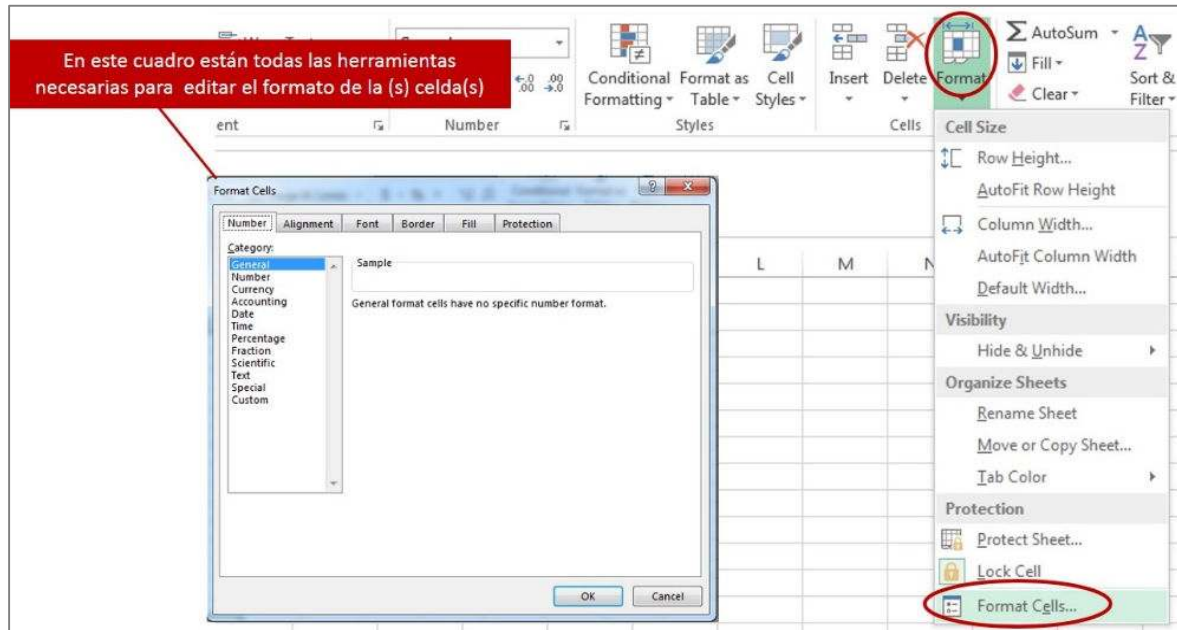 En este cuadro están todas las herramientas
necesarias para editar el formato de la (s) celda(s)
Conditional
Formatting
Format as
Table
Cell
Styles
Insert
Delete
Format
AutoSum
Fill
Clear
Sort &
Filter
ent
Number
Styles
Cells
Cell Size
Row Height...
AutoFit Row Height
Column Width...
AutoFit Column Width
Default Width...
Visibility
Hide & Unhide
Organize Sheets
Rename Sheet
Move or Copy Sheet...
Tab Color
Protection
Protect Sheet...
Lock Cell
Format Cells...
L M N
Format Cells
Number Alignment Font Border Fill Protection
Category:
General
Number
Currency
Accounting
Date
Time
Percentage
Fraction
Scientific
Text
Special
Custom
Sample
General format cells have no specific number format.
OK Cancel